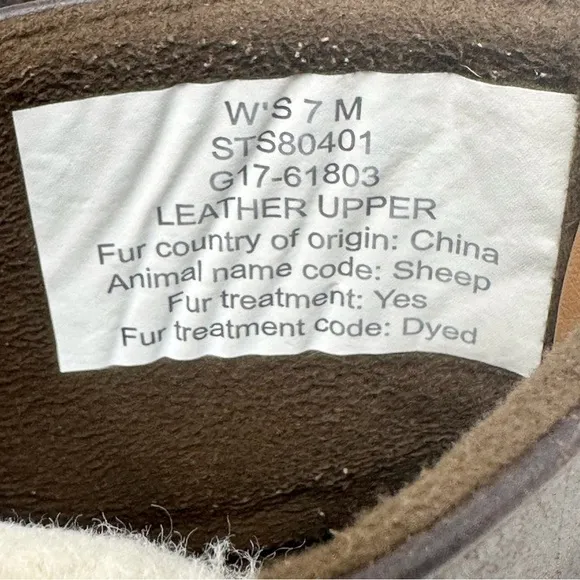 W'S 7 M
STS80401
G17-61803
LEATHER UPPER
Fur country of origin: China
Animal name code: Sheep
Fur treatment: Yes
Fur treatment code: Dyed